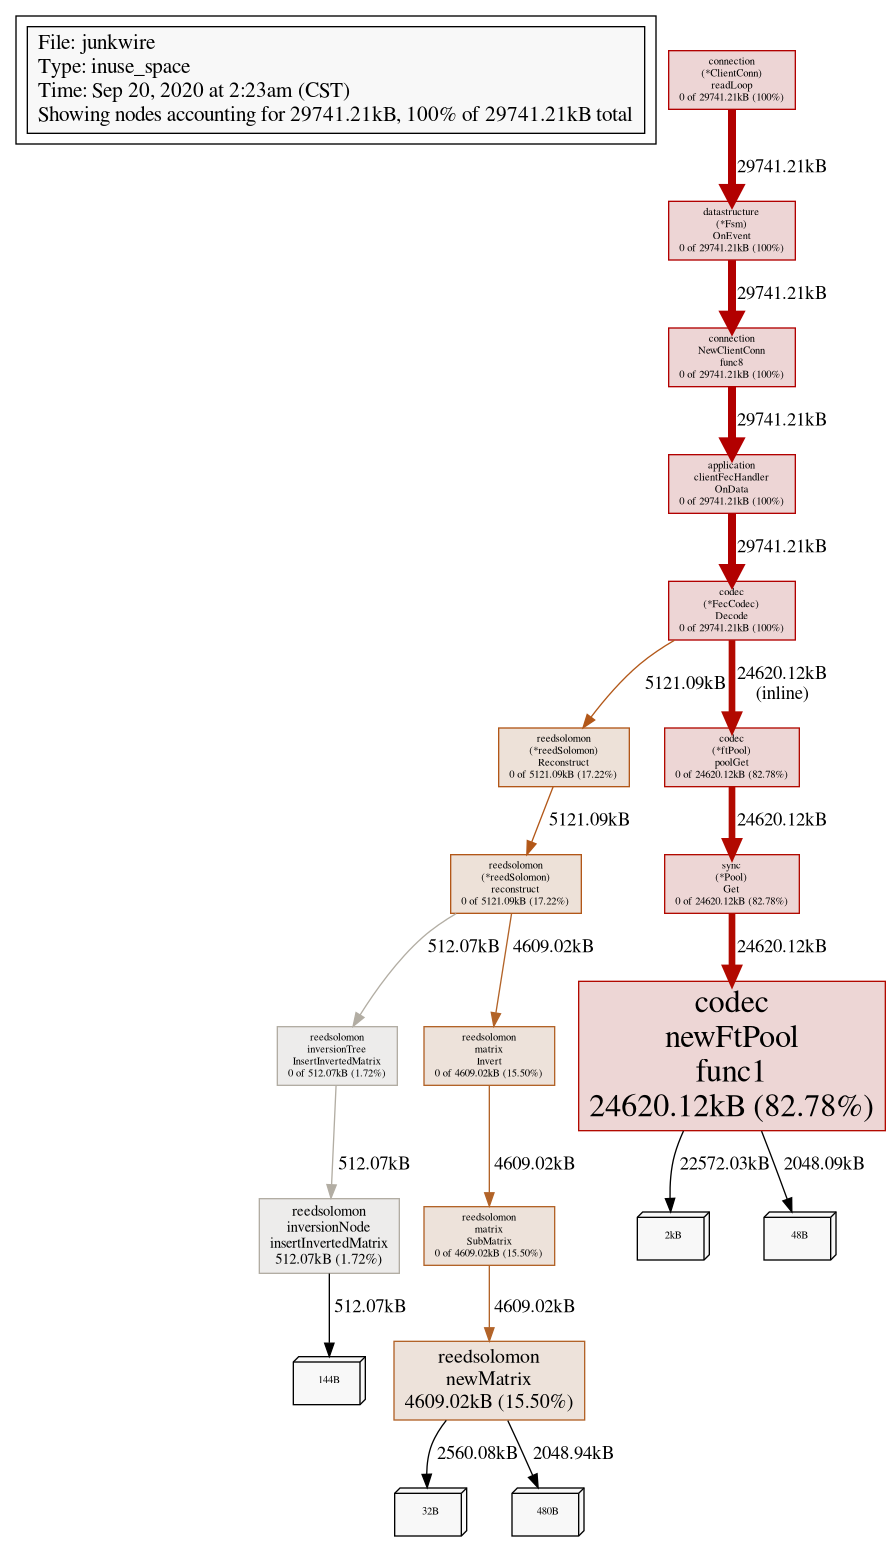 File: junkwire
Type: inuse_space
Time: Sep 20, 2020 at 2:23am (CST)
Showing nodes accounting for 29741.21kB, 100% of 29741.21kB total
connection
(*ClientConn)
readLoop
0 of 29741.21kB (100%)
29741.21kB
datastructure
(*Fsm)
OnEvent
0 of 29741.21kB (100%)
29741.21kB
connection
NewClientConn
func8
0 of 29741.21kB (100%)
29741.21kB
application
clientFecHandler
OnData
0 of 29741.21kB (100%)
29741.21kB
codec
(*FecCodec)
Decode
0 of 29741.21kB (100%)
5121.09kB
24620.12kB
(inline)
reedsolomon
(*reedSolomon)
Reconstruct
0 of 5121.09kB (17.22%)
codec
(*ftPool)
poolGet
0 of 24620.12kB (82.78%)
5121.09kB
24620.12kB
reedsolomon
(*reedSolomon)
reconstruct
0 of 5121.09kB (17.22%)
sync
(*Pool)
Get
0 of 24620.12kB (82.78%)
512.07kB
4609.02kB
24620.12kB
reedsolomon
inversionTree
InsertInvertedMatrix
0 of 512.07kB (1.72%)
reedsolomon
matrix
Invert
0 of 4609.02kB (15.50%)
codec
newFtPool
func1
24620.12kB (82.78%)
512.07kB
4609.02kB
22572.03kB
2048.09kB
reedsolomon
inversionNode
insertInvertedMatrix
512.07kB (1.72%)
reedsolomon
matrix
SubMatrix
0 of 4609.02kB (15.50%)
2kB
48B
512.07kB
4609.02kB
144B
reedsolomon
newMatrix
4609.02kB (15.50%)
2560.08kB
2048.94kB
32B
480B